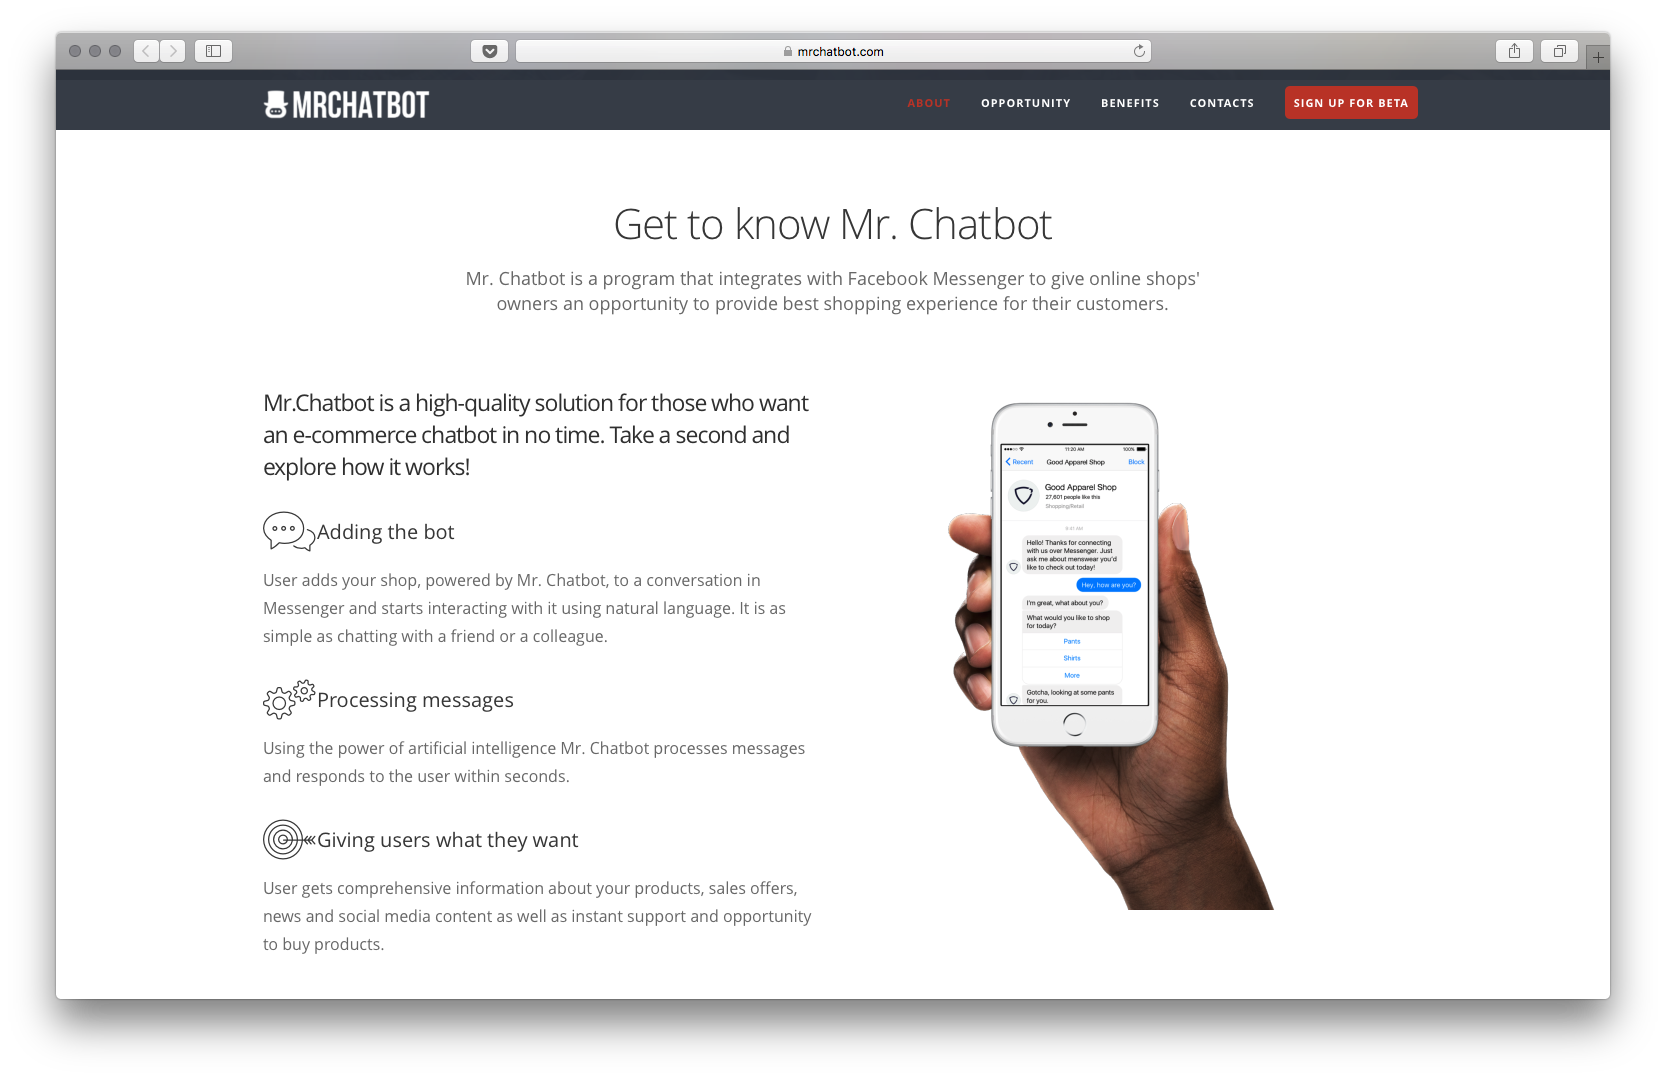 mrchatbot.com
MRCHATBOT
ABOUT
OPPORTUNITY
BENEFITS
CONTACTS
SIGN UP FOR BETA
Get to know Mr. Chatbot
Mr. Chatbot is a program that integrates with Facebook Messenger to give online shops'
owners an opportunity to provide best shopping experience for their customers.
Mr.Chatbot is a high-quality solution for those who want
an e-commerce chatbot in no time. Take a second and
explore how it works!
Adding the bot
User adds your shop, powered by Mr. Chatbot, to a conversation in
Messenger and starts interacting with it using natural language. It is as
simple as chatting with a friend or a colleague.
Processing messages
Using the power of artificial intelligence Mr. Chatbot processes messages
and responds to the user within seconds.
Giving users what they want
User gets comprehensive information about your products, sales offers,
news and social media content as well as instant support and opportunity
to buy products.
11:20 AM
100%
Recent
Good Apparel Shop
Block
Good Apparel Shop
27,601 people like this
Shopping/Retail
9:41 AM
Hello! Thanks for connecting
with us over Messenger. Just
ask me about menswear you'd
like to check out today!
Hey, how are you?
I'm great, what about you?
What would you like to shop
for today?
Pants
Shirts
More
Gotcha, looking at some pants
for you.